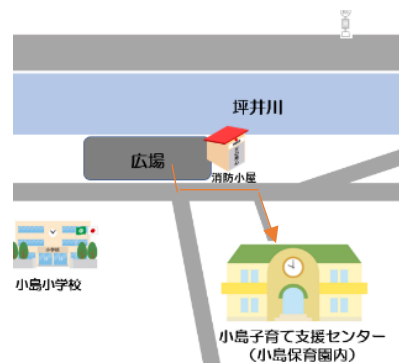 坪井川
広場
消防小屋
小島小学校
小島子育て支援センター
（小島保育園内）